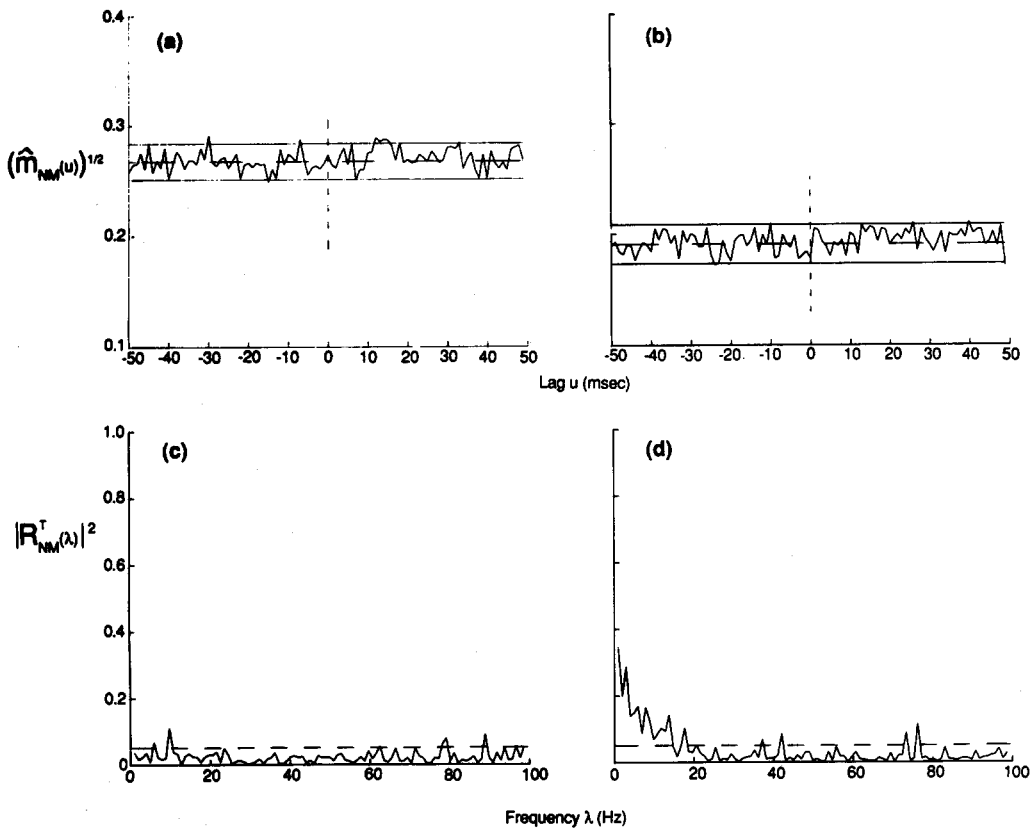 (a)
(b)
0.4
0.3
0.2
0.1
(m̂NM(u))1/2
-50 -40 -30 -20 -10 0 10 20 30 40 50
-50 -40 -30 -20 -10 0 10 20 30 40 50
Lag u (msec)
(c)
(d)
1.0
0.8
0.6
0.4
0.2
0
|RTNM(λ)|2
0 20 40 60 80 100
0 20 40 60 80 100
Frequency λ (Hz)